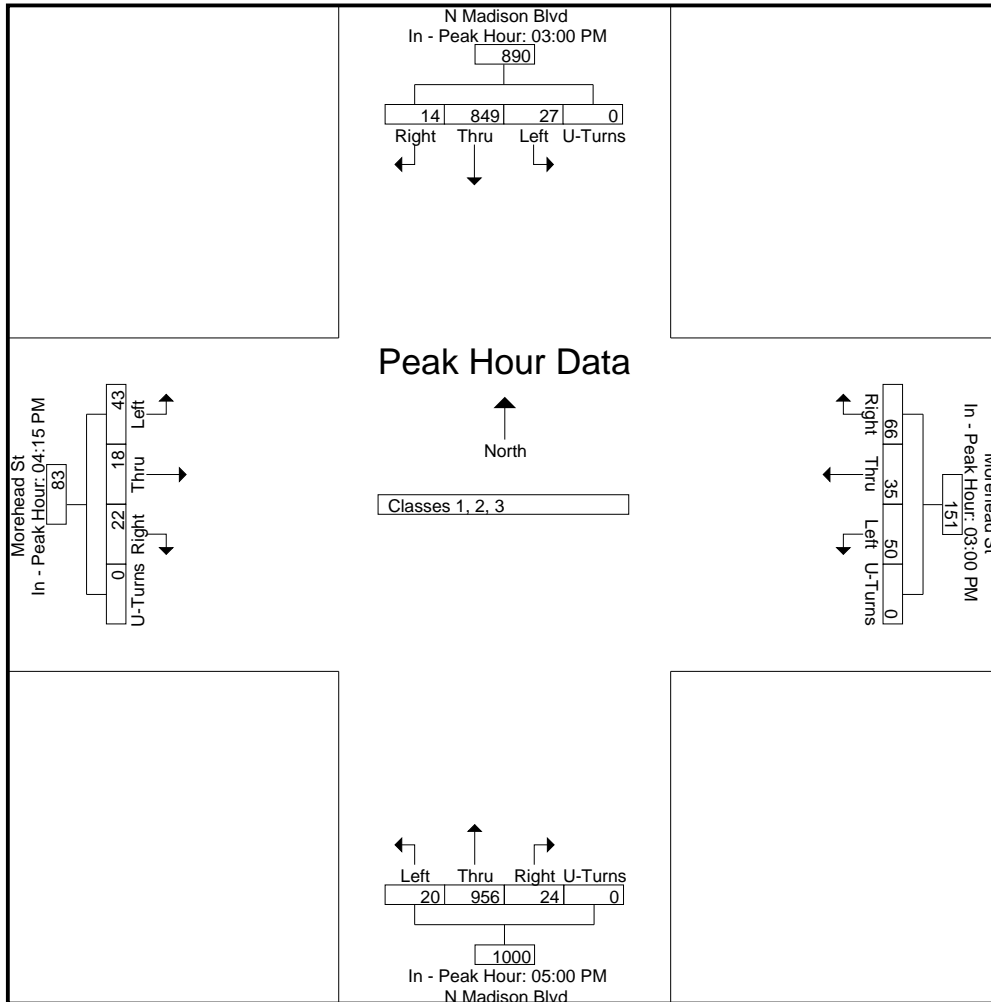 N Madison Blvd
In - Peak Hour: 03:00 PM
890
14 849 27 0
Right Thru Left U-Turns
Peak Hour Data
North
Classes 1, 2, 3
Morehead St
In - Peak Hour: 04:15 PM
83
43 18 22 0
Left Thru Right U-Turns
Morehead St
In - Peak Hour: 03:00 PM
151
66 35 50 0
Right Thru Left U-Turns
Left Thru Right U-Turns
20 956 24 0
1000
In - Peak Hour: 05:00 PM
N Madison Blvd